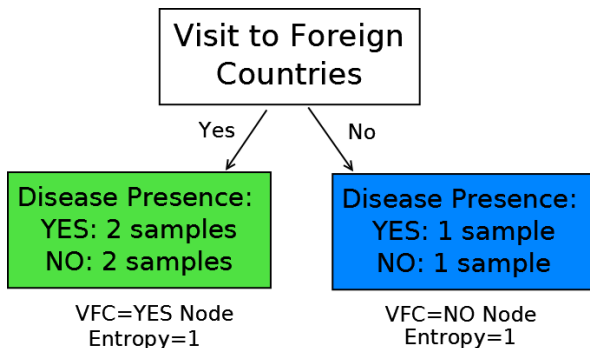 Visit to Foreign
Countries
Yes
No
Disease Presence:
YES: 2 samples
NO: 2 samples
Disease Presence:
YES: 1 sample
NO: 1 sample
VFC=YES Node
Entropy=1
VFC=NO Node
Entropy=1